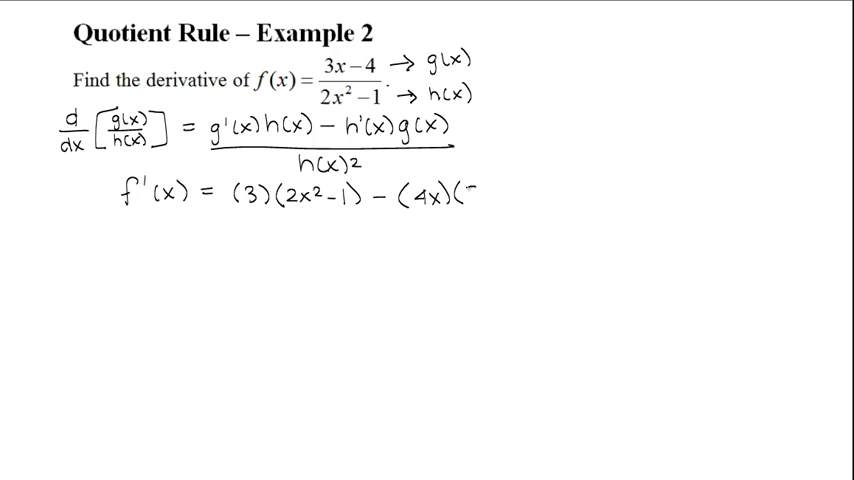 Quotient Rule – Example 2
Find the derivative of f(x) = (3x − 4)/(2x² − 1). → g(x) → h(x)
d/dx [g(x)/h(x)] = (g'(x)h(x) − h'(x)g(x))/h(x)²
f'(x) = (3)(2x² − 1) − (4x)(